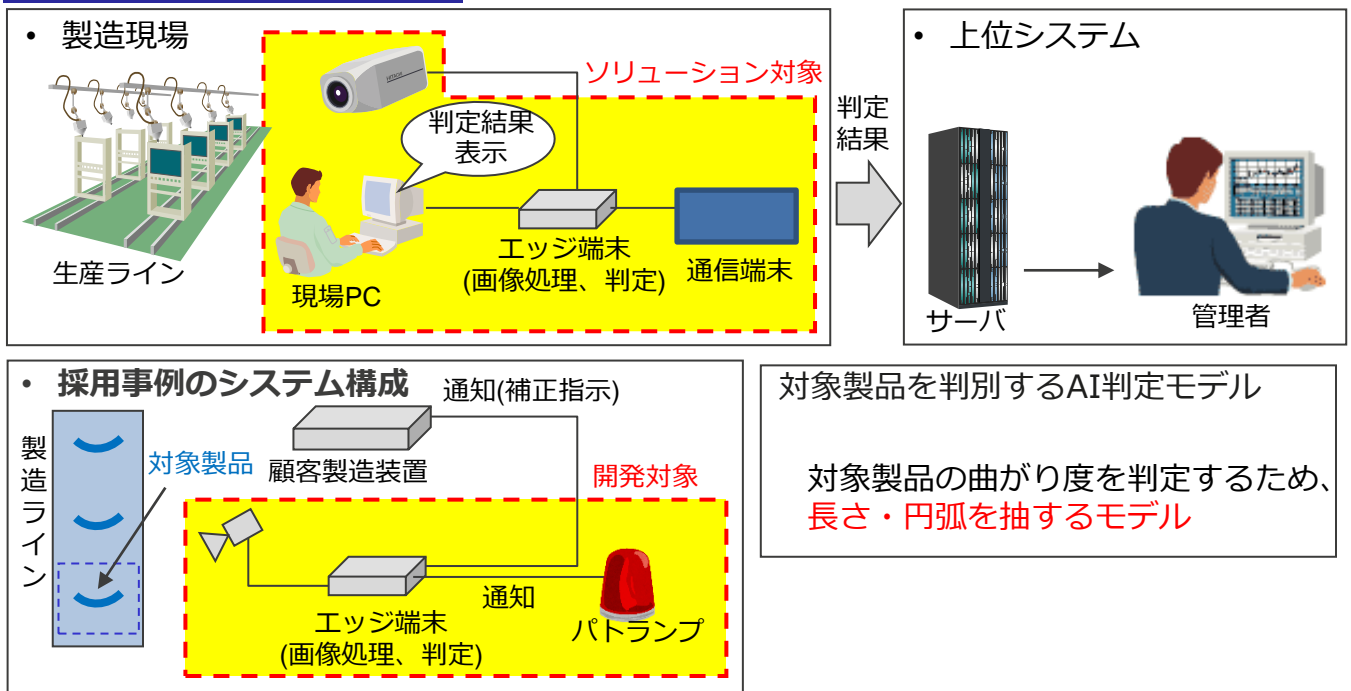 • 製造現場
ソリューション対象
HITACHI
判定結果
表示
生産ライン
現場PC
エッジ端末
(画像処理、判定)
通信端末
判定
結果
• 上位システム
サーバ
管理者
• 採用事例のシステム構成
通知(補正指示)
製造ライン
対象製品
顧客製造装置
開発対象
通知
エッジ端末
(画像処理、判定)
パトランプ
対象製品を判別するAI判定モデル
対象製品の曲がり度を判定するため、
長さ・円弧を抽するモデル